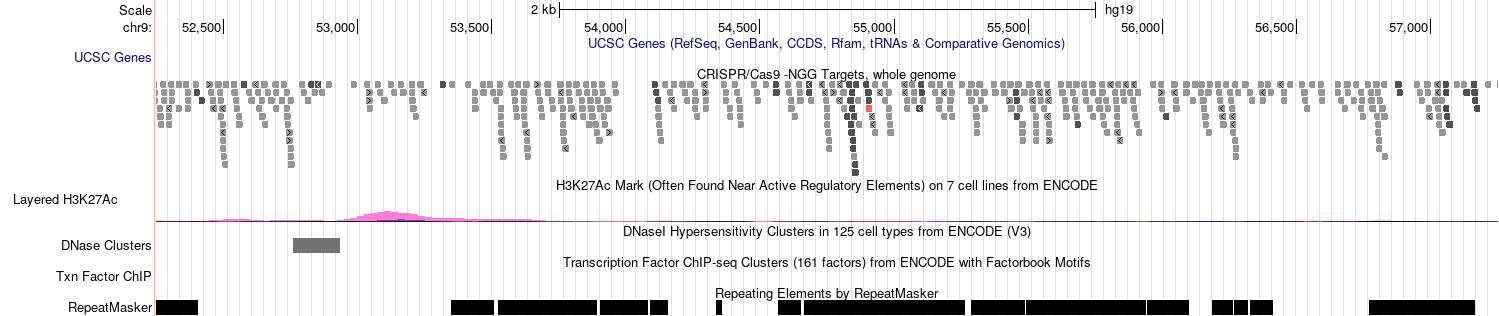 Scale 2 kb hg19
chr9: 52,500 53,000 53,500 54,000 54,500 55,000 55,500 56,000 56,500 57,000
UCSC Genes (RefSeq, GenBank, CCDS, Rfam, tRNAs & Comparative Genomics)
UCSC Genes
CRISPR/Cas9 -NGG Targets, whole genome
H3K27Ac Mark (Often Found Near Active Regulatory Elements) on 7 cell lines from ENCODE
Layered H3K27Ac
DNaseI Hypersensitivity Clusters in 125 cell types from ENCODE (V3)
DNase Clusters
Transcription Factor ChIP-seq Clusters (161 factors) from ENCODE with Factorbook Motifs
Txn Factor ChIP
Repeating Elements by RepeatMasker
RepeatMasker